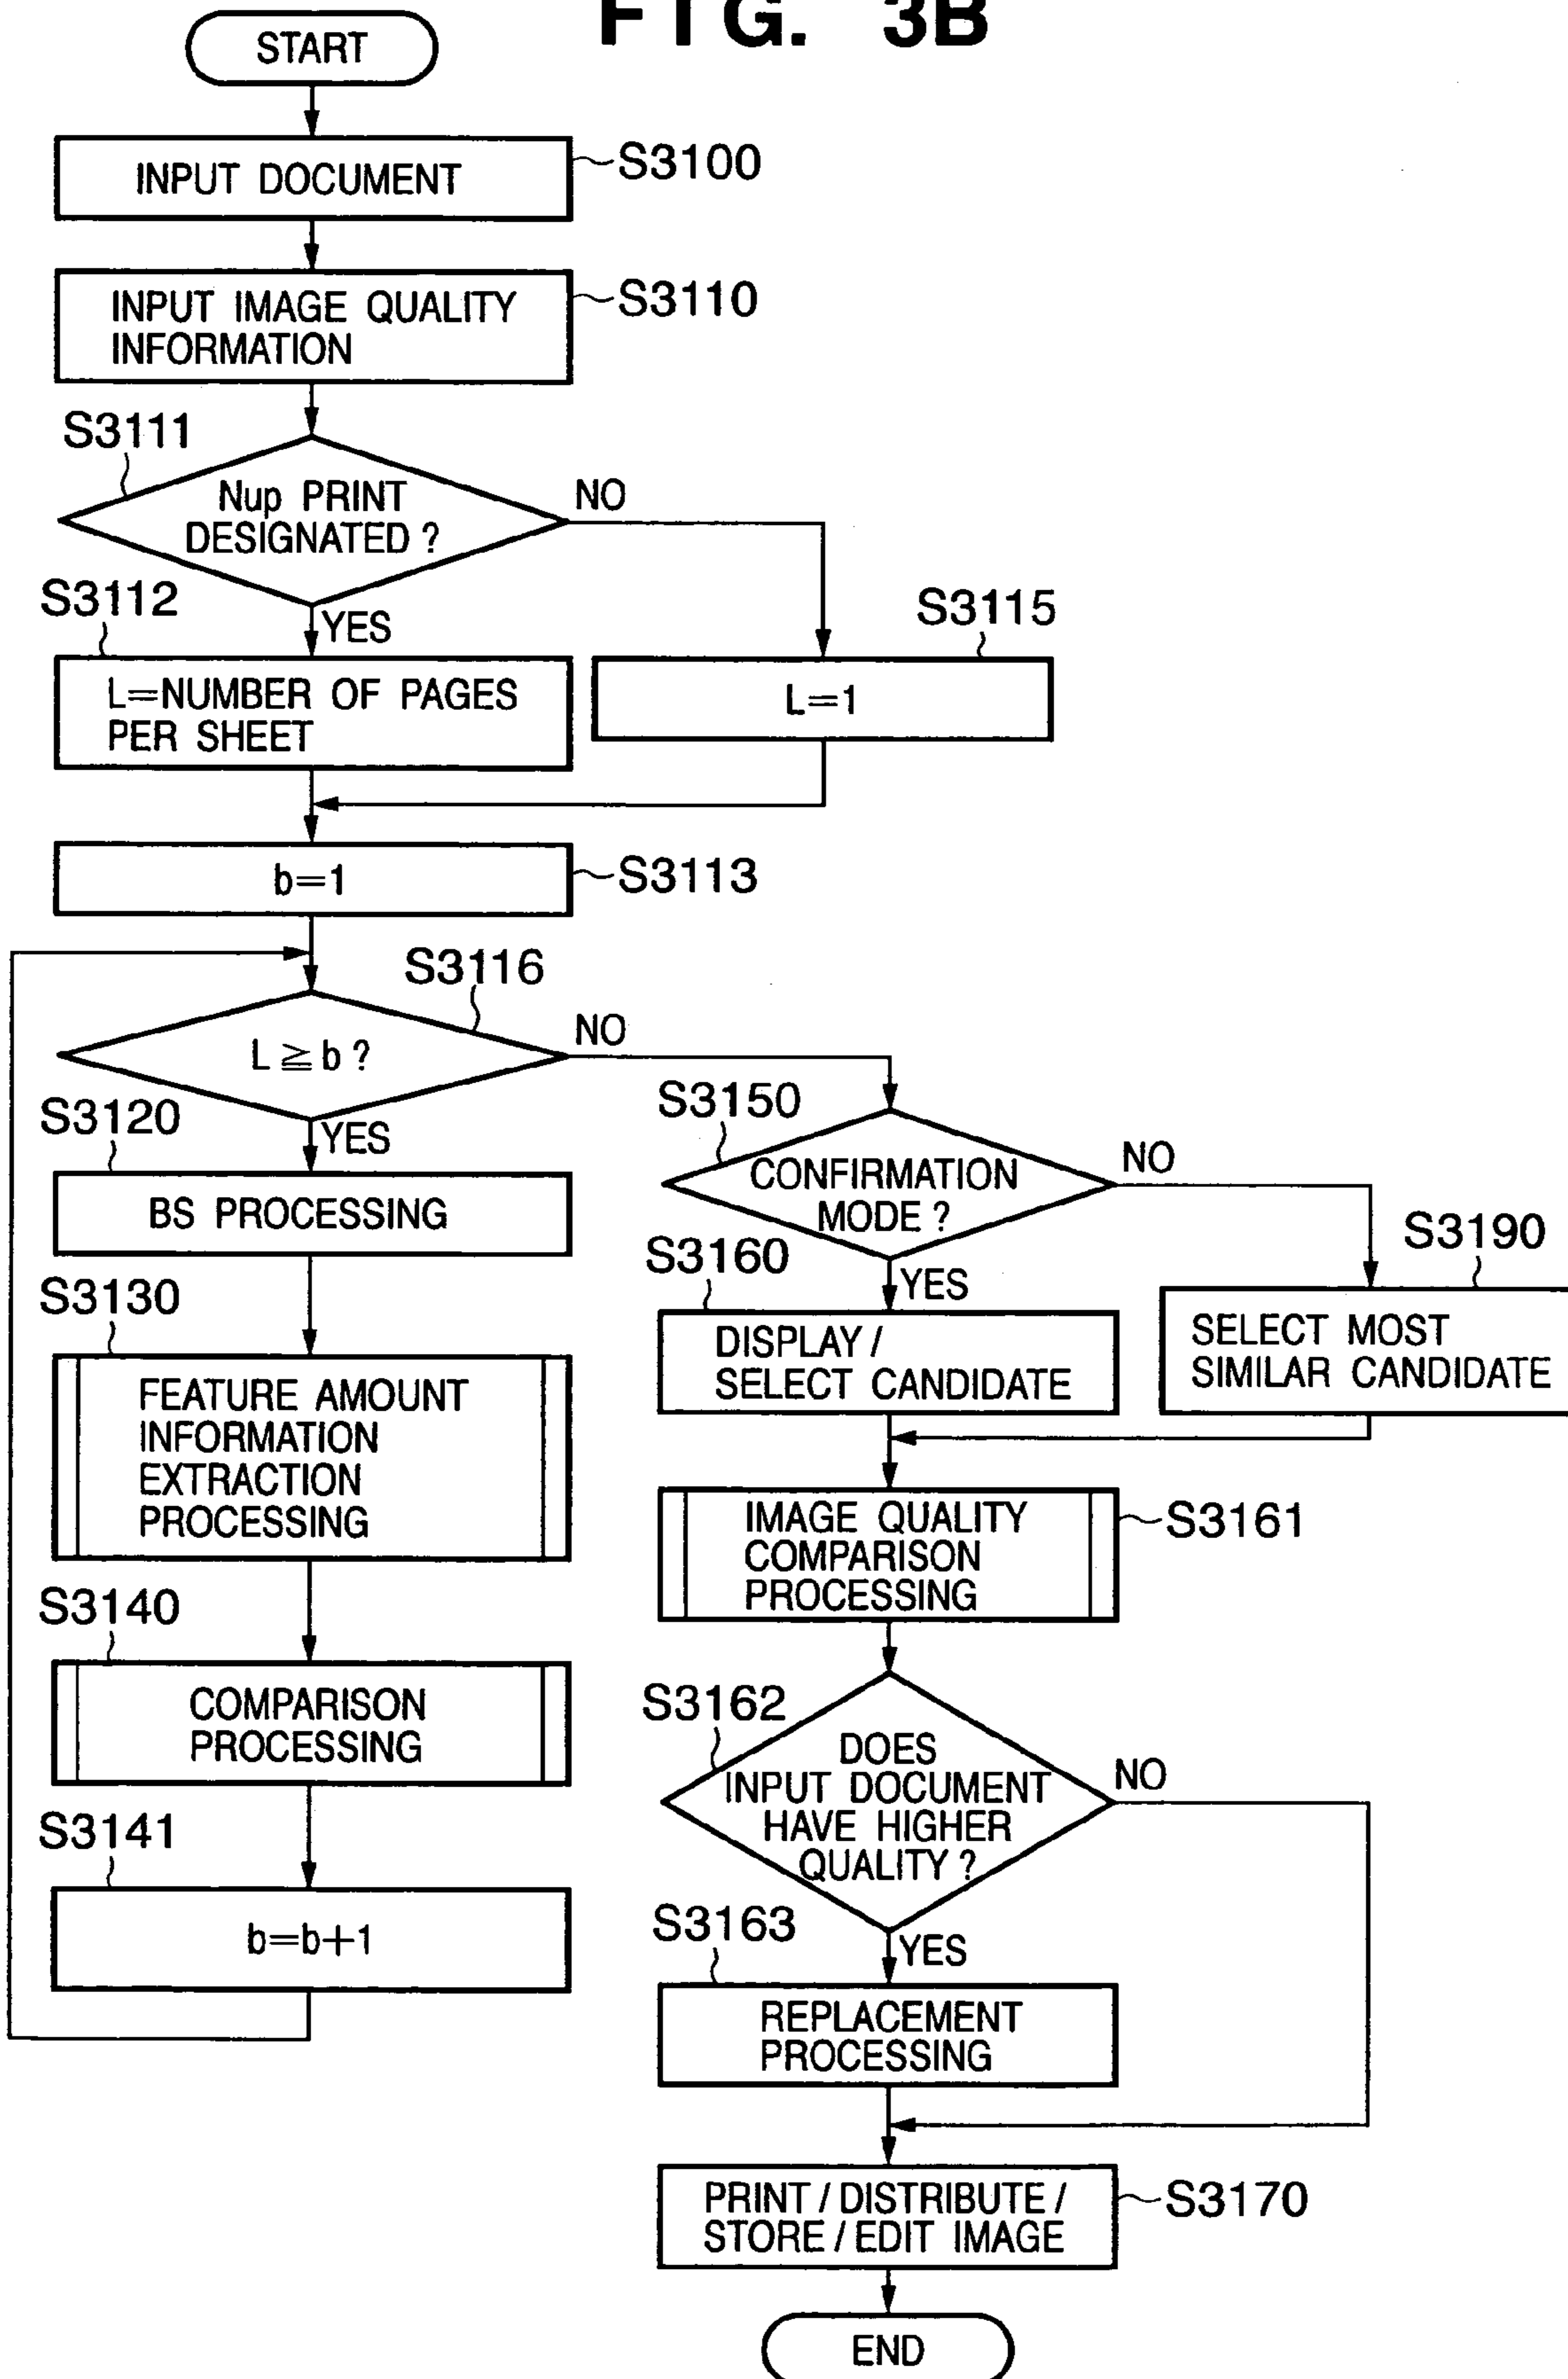 FIG. 3B
START
INPUT DOCUMENT
S3100
INPUT IMAGE QUALITY
INFORMATION
S3110
S3111
Nup PRINT
DESIGNATED ?
NO
S3112
YES
S3115
L=NUMBER OF PAGES
PER SHEET
L=1
b=1
S3113
S3116
L ≧ b ?
NO
S3120
YES
BS PROCESSING
S3130
FEATURE AMOUNT
INFORMATION
EXTRACTION
PROCESSING
S3140
COMPARISON
PROCESSING
S3141
b=b+1
S3150
CONFIRMATION
MODE ?
NO
S3160
YES
S3190
DISPLAY /
SELECT CANDIDATE
SELECT MOST
SIMILAR CANDIDATE
IMAGE QUALITY
COMPARISON
PROCESSING
S3161
S3162
DOES
INPUT DOCUMENT
HAVE HIGHER
QUALITY ?
NO
S3163
YES
REPLACEMENT
PROCESSING
PRINT / DISTRIBUTE /
STORE / EDIT IMAGE
S3170
END